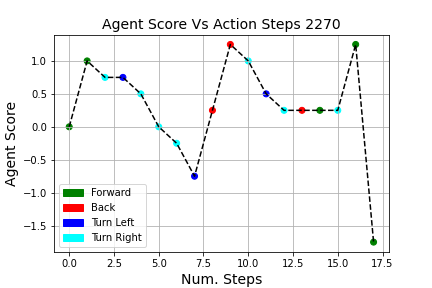 Agent Score Vs Action Steps 2270
Agent Score
1.0
0.5
0.0
−0.5
−1.0
−1.5
Forward
Back
Turn Left
Turn Right
0.0 2.5 5.0 7.5 10.0 12.5 15.0 17.5
Num. Steps